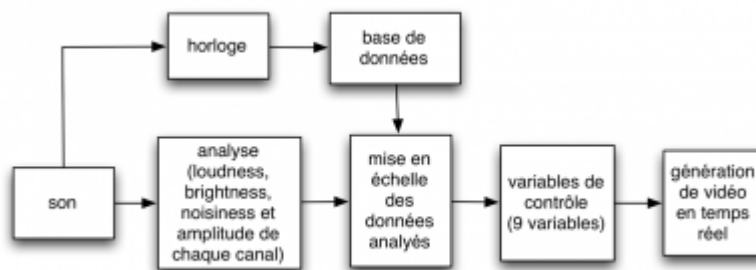 horloge
base de
données
son
analyse
(loudness,
brightness,
noisiness et
amplitude de
chaque canal)
mise en
échelle
des
données
analyés
variables de
contrôle
(9 variables)
génération
de vidéo
en temps
réel